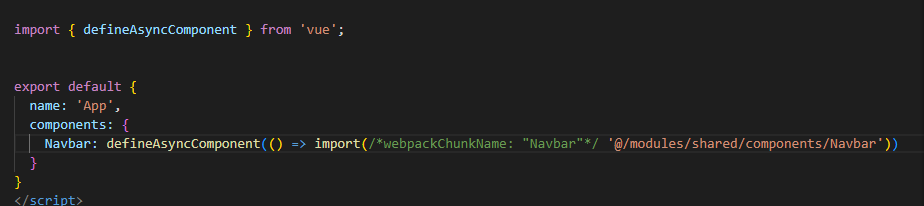 import { defineAsyncComponent } from 'vue';
export default {
name: 'App',
components: {
Navbar: defineAsyncComponent(() => import(/*webpackChunkName: "Navbar"*/ '@/modules/shared/components/Navbar'))
}
}
</script>